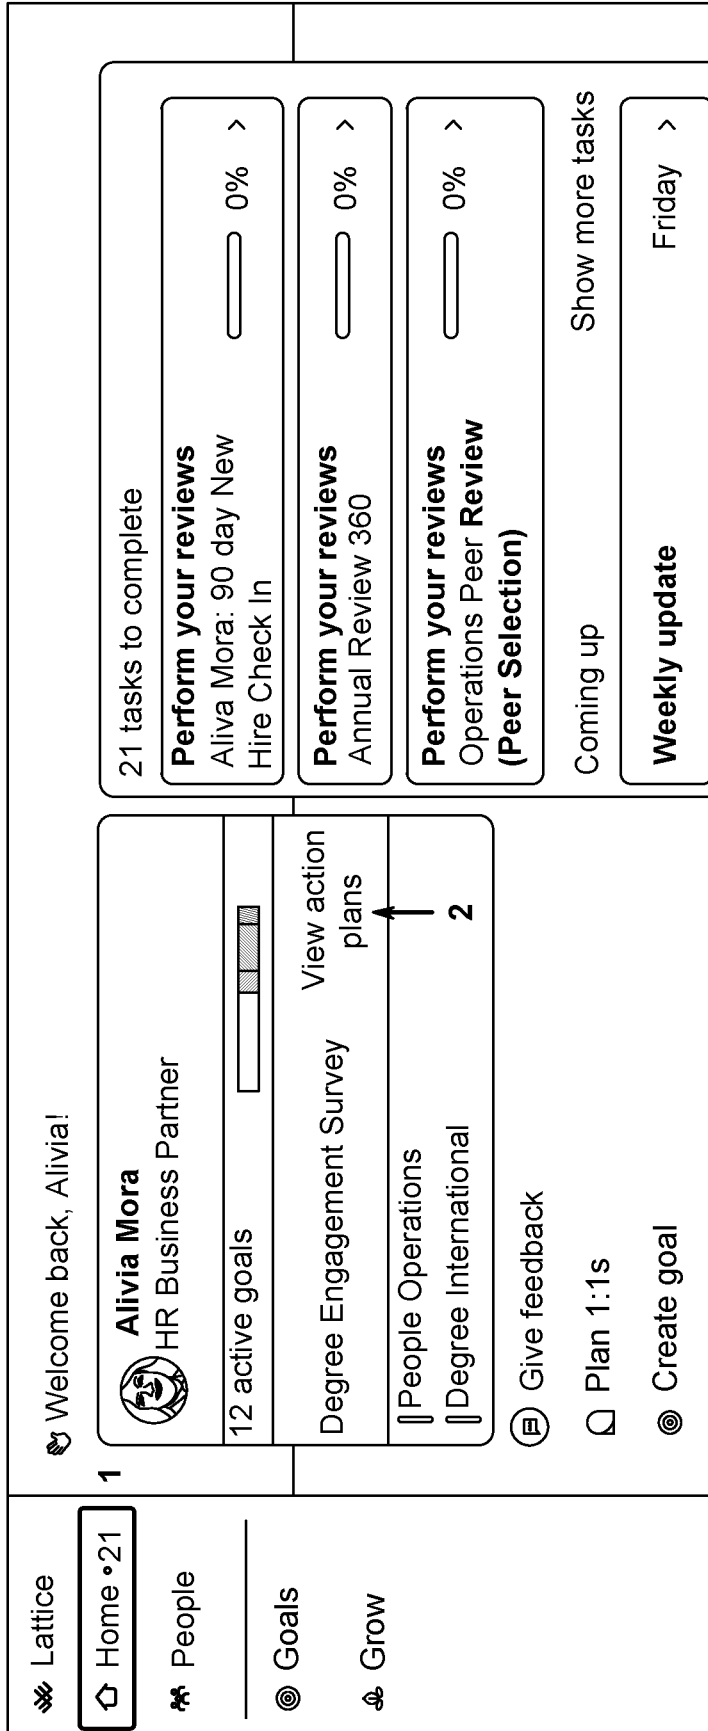 Lattice
Home •21
People
Goals
Grow
Welcome back, Alivia!
1
Alivia Mora
HR Business Partner
12 active goals
Degree Engagement Survey
View action
plans
2
People Operations
Degree International
Give feedback
Plan 1:1s
Create goal
21 tasks to complete
Perform your reviews
Aliva Mora: 90 day New
Hire Check In
0% >
Perform your reviews
Annual Review 360
0% >
Perform your reviews
Operations Peer Review
(Peer Selection)
0% >
Coming up
Show more tasks
Weekly update
Friday >